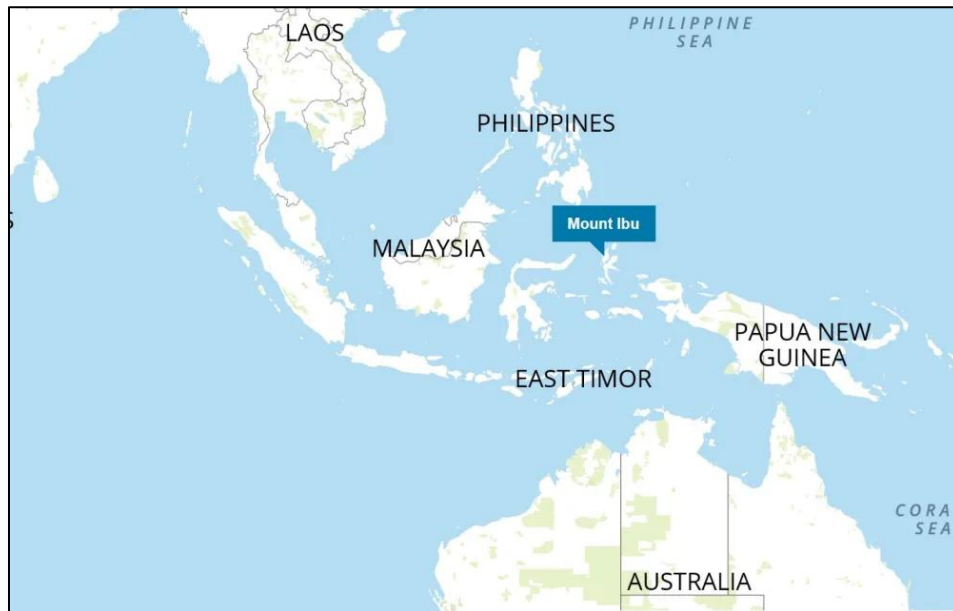 PHILIPPINE
SEA
LAOS
PHILIPPINES
Mount Ibu
MALAYSIA
PAPUA NEW
GUINEA
EAST TIMOR
CORA
SEA
AUSTRALIA